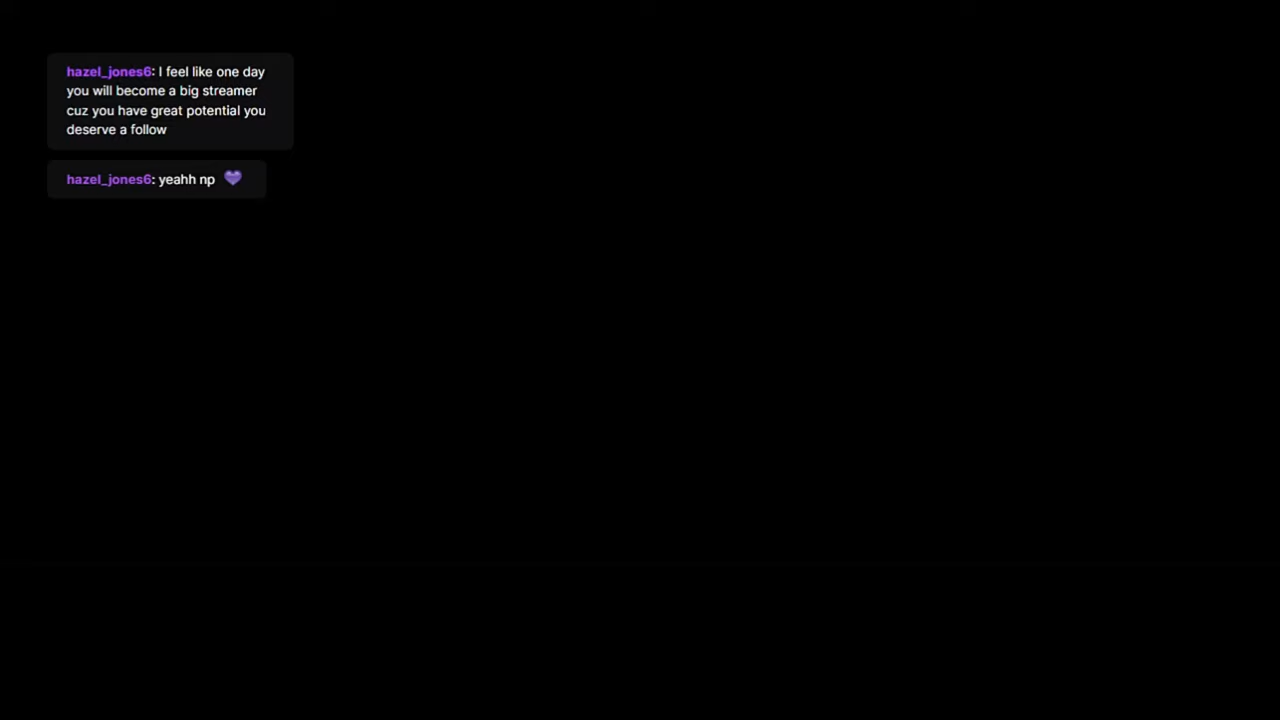 hazel_jones6: I feel like one day
you will become a big streamer
cuz you have great potential you
deserve a follow
hazel_jones6: yeahh np 💜